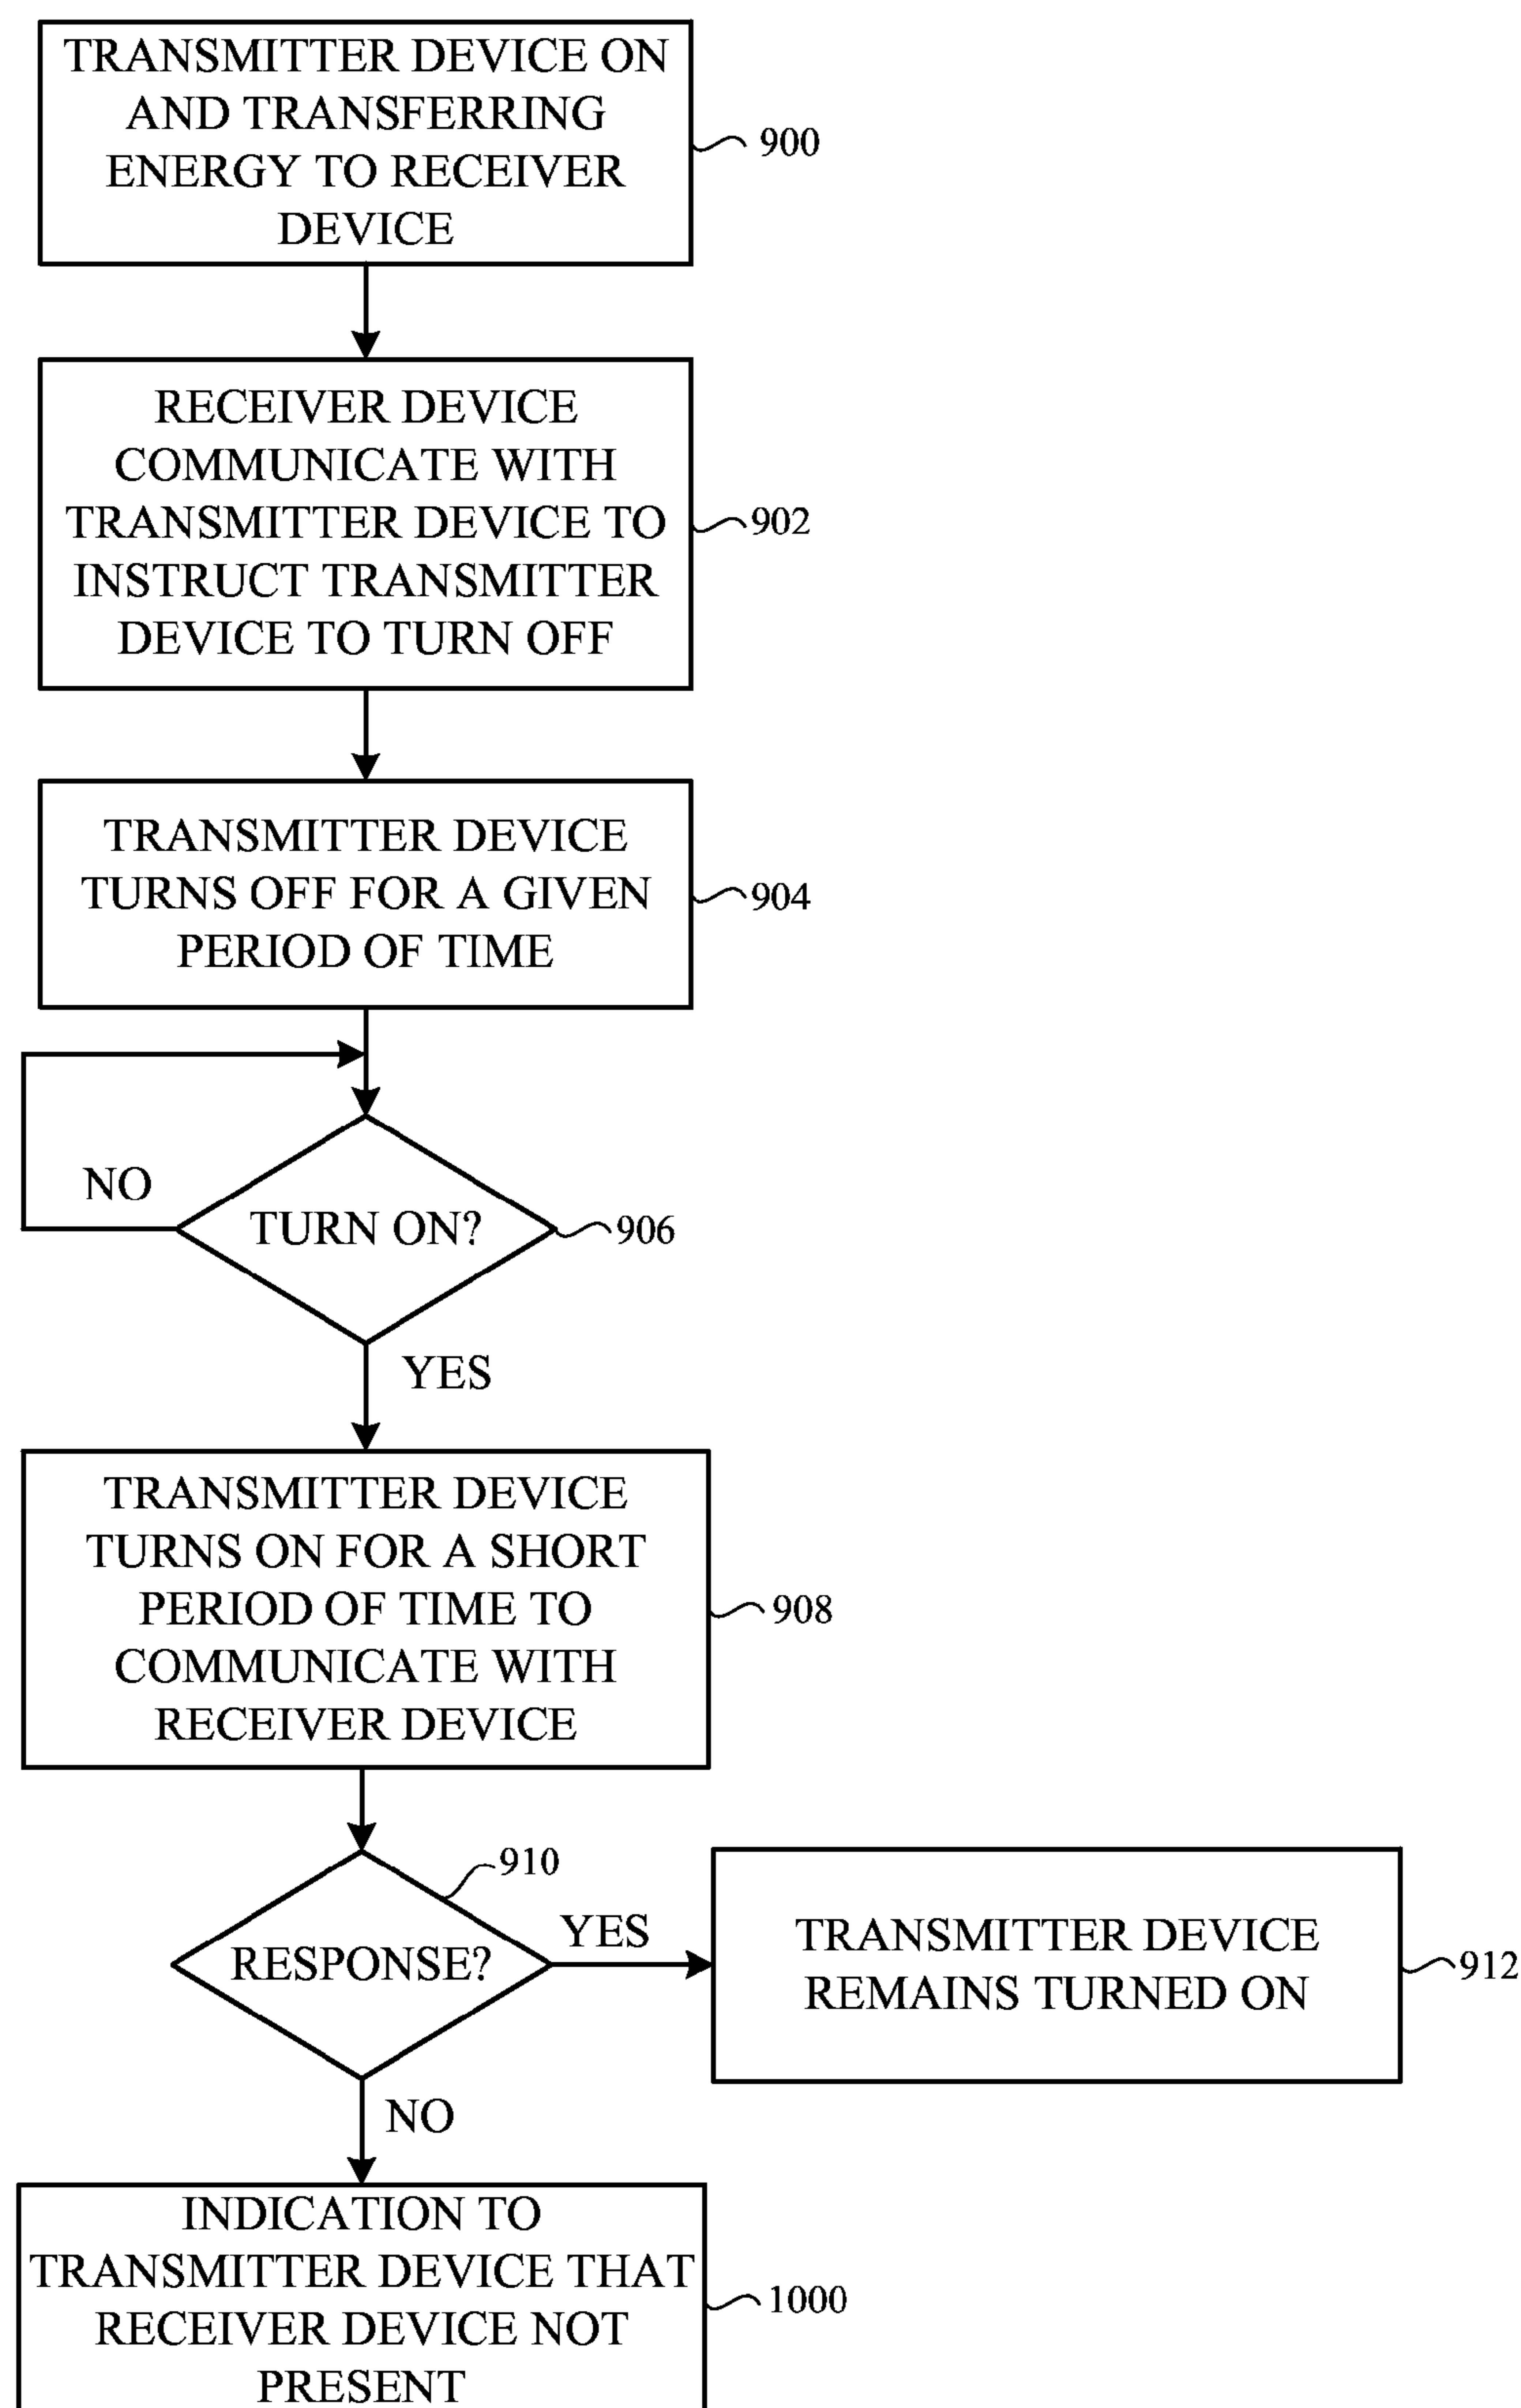 TRANSMITTER DEVICE ON
AND TRANSFERRING
ENERGY TO RECEIVER
DEVICE
900
RECEIVER DEVICE
COMMUNICATE WITH
TRANSMITTER DEVICE TO
INSTRUCT TRANSMITTER
DEVICE TO TURN OFF
902
TRANSMITTER DEVICE
TURNS OFF FOR A GIVEN
PERIOD OF TIME
904
NO
TURN ON?
906
YES
TRANSMITTER DEVICE
TURNS ON FOR A SHORT
PERIOD OF TIME TO
COMMUNICATE WITH
RECEIVER DEVICE
908
910
RESPONSE?
YES
TRANSMITTER DEVICE
REMAINS TURNED ON
912
NO
INDICATION TO
TRANSMITTER DEVICE THAT
RECEIVER DEVICE NOT
PRESENT
1000